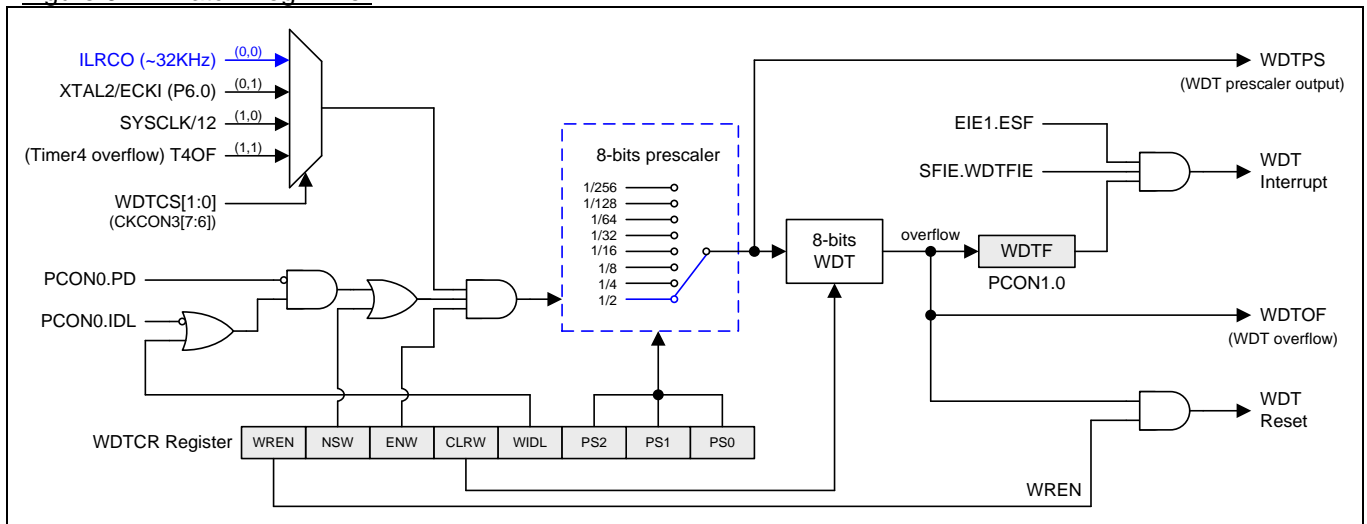 ILRCO (~32KHz) (0,0)
XTAL2/ECKI (P6.0) (0,1)
SYSCLK/12 (1,0)
(Timer4 overflow) T4OF (1,1)
WDTCS[1:0]
(CKCON3[7:6])
PCON0.PD
PCON0.IDL
8-bits prescaler
1/256
1/128
1/64
1/32
1/16
1/8
1/4
1/2
8-bits
WDT
overflow
WDTF
PCON1.0
WDTPS
(WDT prescaler output)
EIE1.ESF
SFIE.WDTFIE
WDT
Interrupt
WDTOF
(WDT overflow)
WDT
Reset
WDTCR Register WREN NSW ENW CLRW WIDL PS2 PS1 PS0
WREN